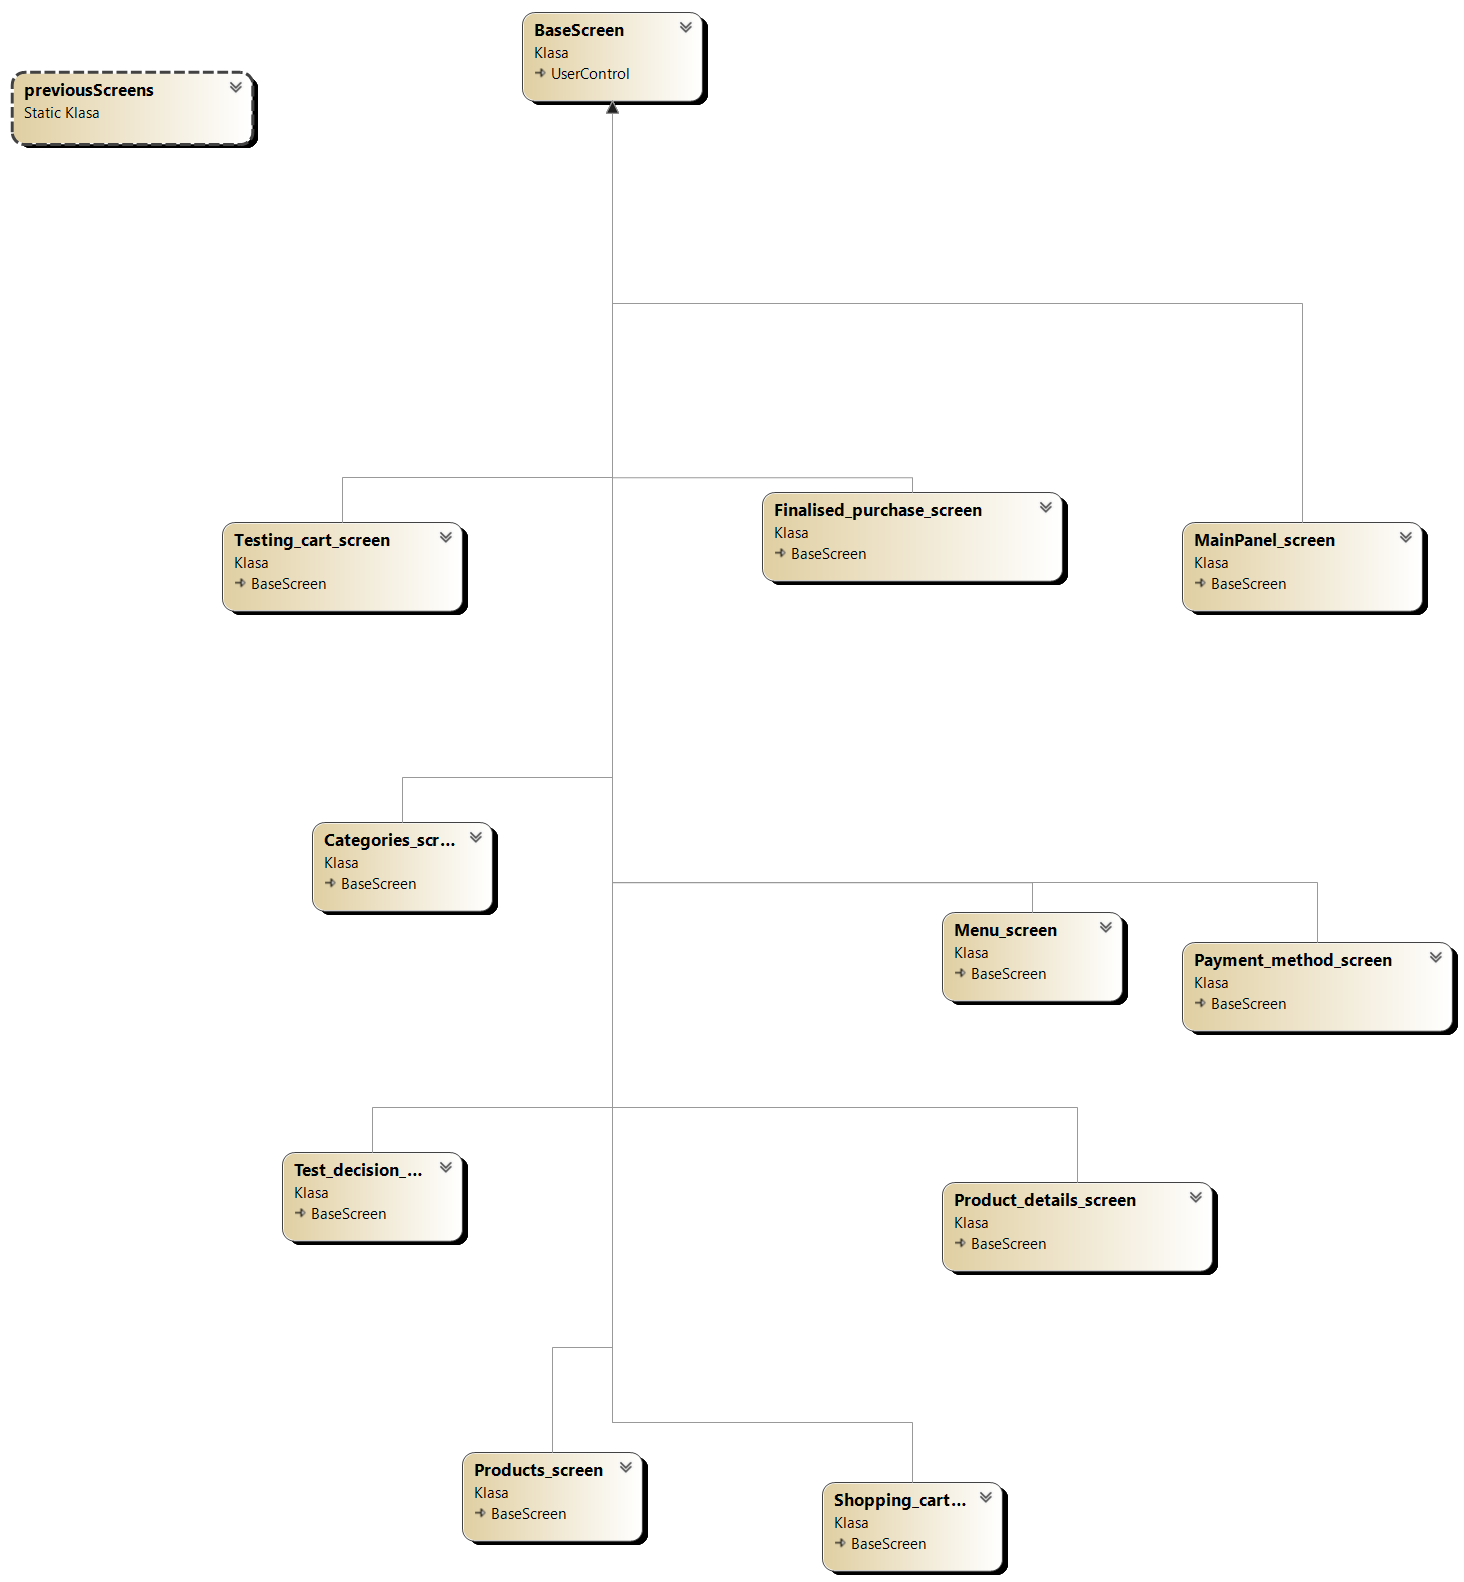 BaseScreen
Klasa
UserControl
previousScreens
Static Klasa
Testing_cart_screen
Klasa
BaseScreen
Finalised_purchase_screen
Klasa
BaseScreen
MainPanel_screen
Klasa
BaseScreen
Categories_scr...
Klasa
BaseScreen
Menu_screen
Klasa
BaseScreen
Payment_method_screen
Klasa
BaseScreen
Test_decision_...
Klasa
BaseScreen
Product_details_screen
Klasa
BaseScreen
Products_screen
Klasa
BaseScreen
Shopping_cart...
Klasa
BaseScreen